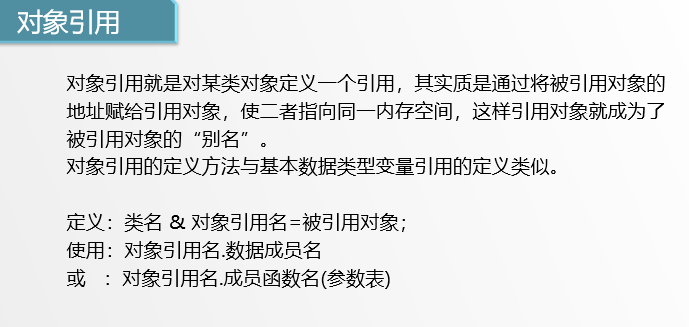 对象引用
对象引用就是对某类对象定义一个引用，其实质是通过将被引用对象的
地址赋给引用对象，使二者指向同一内存空间，这样引用对象就成为了
被引用对象的“别名”。
对象引用的定义方法与基本数据类型变量引用的定义类似。
定义：类名 & 对象引用名=被引用对象;
使用：对象引用名.数据成员名
或 ：对象引用名.成员函数名(参数表)